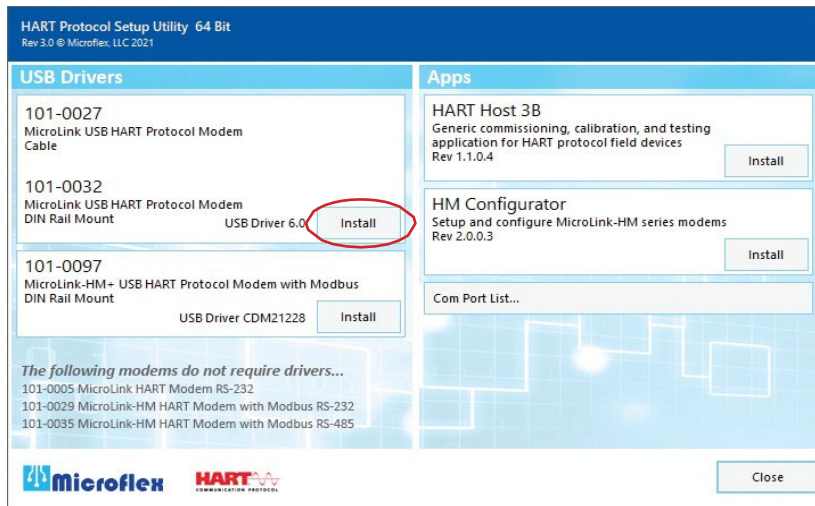 HART Protocol Setup Utility 64 Bit
Rev 3.0 © Microflex, LLC 2021
USB Drivers
101-0027
MicroLink USB HART Protocol Modem
Cable
101-0032
MicroLink USB HART Protocol Modem
DIN Rail Mount
USB Driver 6.0
Install
101-0097
MicroLink-HM+ USB HART Protocol Modem with Modbus
DIN Rail Mount
USB Driver CDM21228
Install
The following modems do not require drivers...
101-0005 MicroLink HART Modem RS-232
101-0029 MicroLink-HM HART Modem with Modbus RS-232
101-0035 MicroLink-HM HART Modem with Modbus RS-485
Apps
HART Host 3B
Generic commissioning, calibration, and testing
application for HART protocol field devices
Rev 1.1.0.4
Install
HM Configurator
Setup and configure MicroLink-HM series modems
Rev 2.0.0.3
Install
Com Port List...
Microflex
HART
COMMUNICATION PROTOCOL
Close